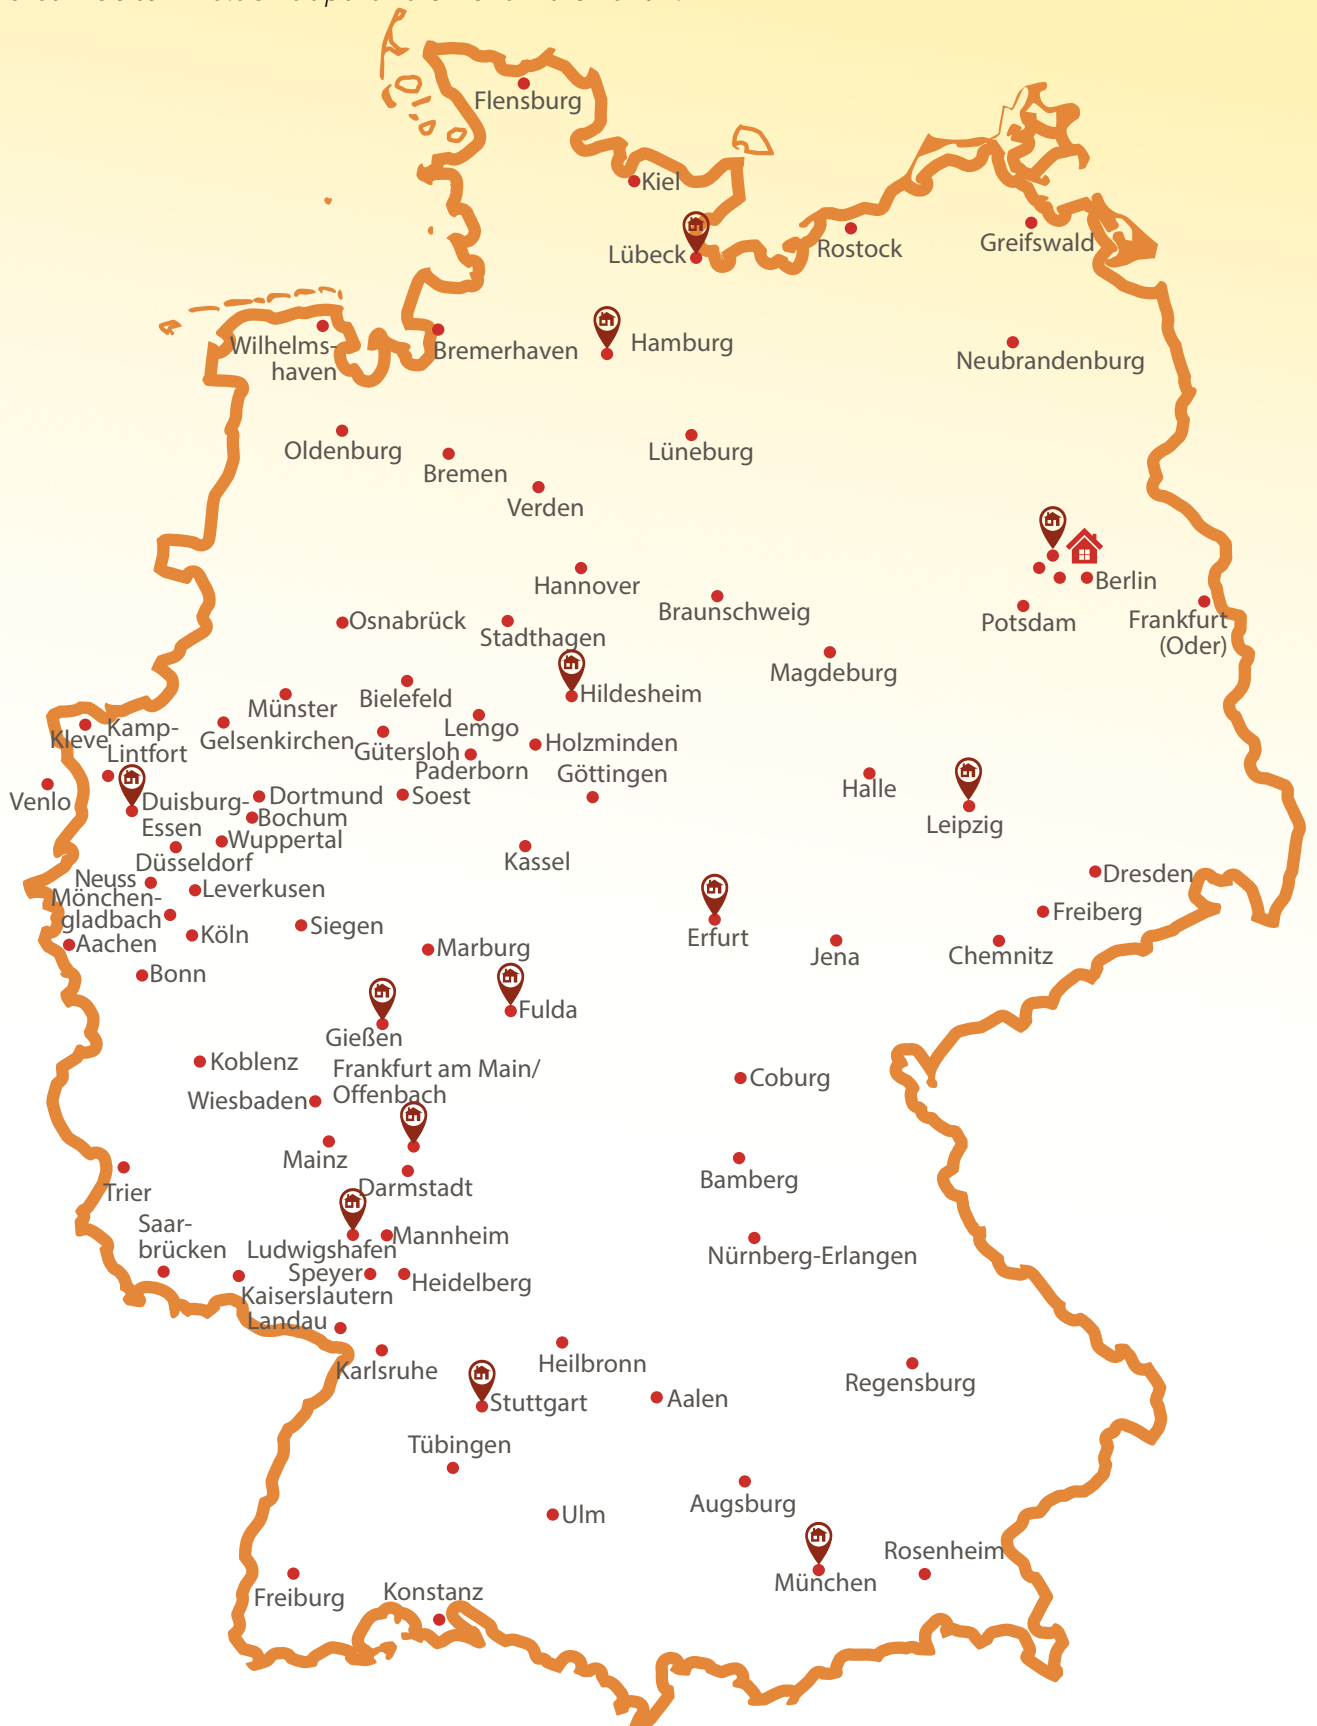 Flensburg
Kiel
Lübeck
Rostock
Greifswald
Hamburg
Wilhelms-
haven
Bremerhaven
Neubrandenburg
Oldenburg
Bremen
Lüneburg
Verden
Hannover
Berlin
Braunschweig
Potsdam
Frankfurt
(Oder)
Osnabrück
Stadthagen
Magdeburg
Hildesheim
Bielefeld
Münster
Lemgo
Kleve
Kamp-
Lintfort
Gelsenkirchen
Gütersloh
Holzminden
Paderborn
Göttingen
Venlo
Duisburg-
Essen
Dortmund
Soest
Bochum
Halle
Leipzig
Wuppertal
Düsseldorf
Kassel
Dresden
Neuss
Leverkusen
Mönchen-
gladbach
Freiberg
Siegen
Köln
Erfurt
Aachen
Marburg
Jena
Chemnitz
Bonn
Fulda
Gießen
Koblenz
Frankfurt am Main/
Offenbach
Coburg
Wiesbaden
Mainz
Bamberg
Trier
Darmstadt
Saar-
brücken
Mannheim
Ludwigshafen
Nürnberg-Erlangen
Speyer
Heidelberg
Kaiserslautern
Landau
Karlsruhe
Heilbronn
Regensburg
Stuttgart
Aalen
Tübingen
Augsburg
Ulm
Rosenheim
München
Freiburg
Konstanz